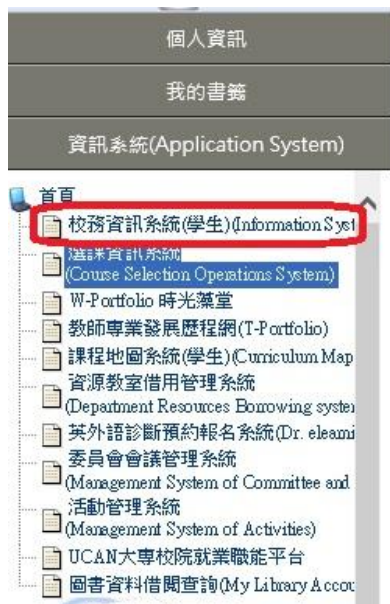 個人資訊
我的書籤
資訊系統(Application System)
首頁
校務資訊系統(學生)(Information Syst
選課資訊系統
(Course Selection Operations System)
W-Portfolio 時光藻堂
教師專業發展歷程網(T-Portfolio)
課程地圖系統(學生)(Curriculum Map
資源教室借用管理系統
(Department Resources Borrowing system
英外語診斷預約報名系統(Dr. eleami
委員會會議管理系統
(Management System of Committee and
活動管理系統
(Management System of Activities)
UCAN大專校院就業職能平台
圖書資料借閱查詢(My Library Accou